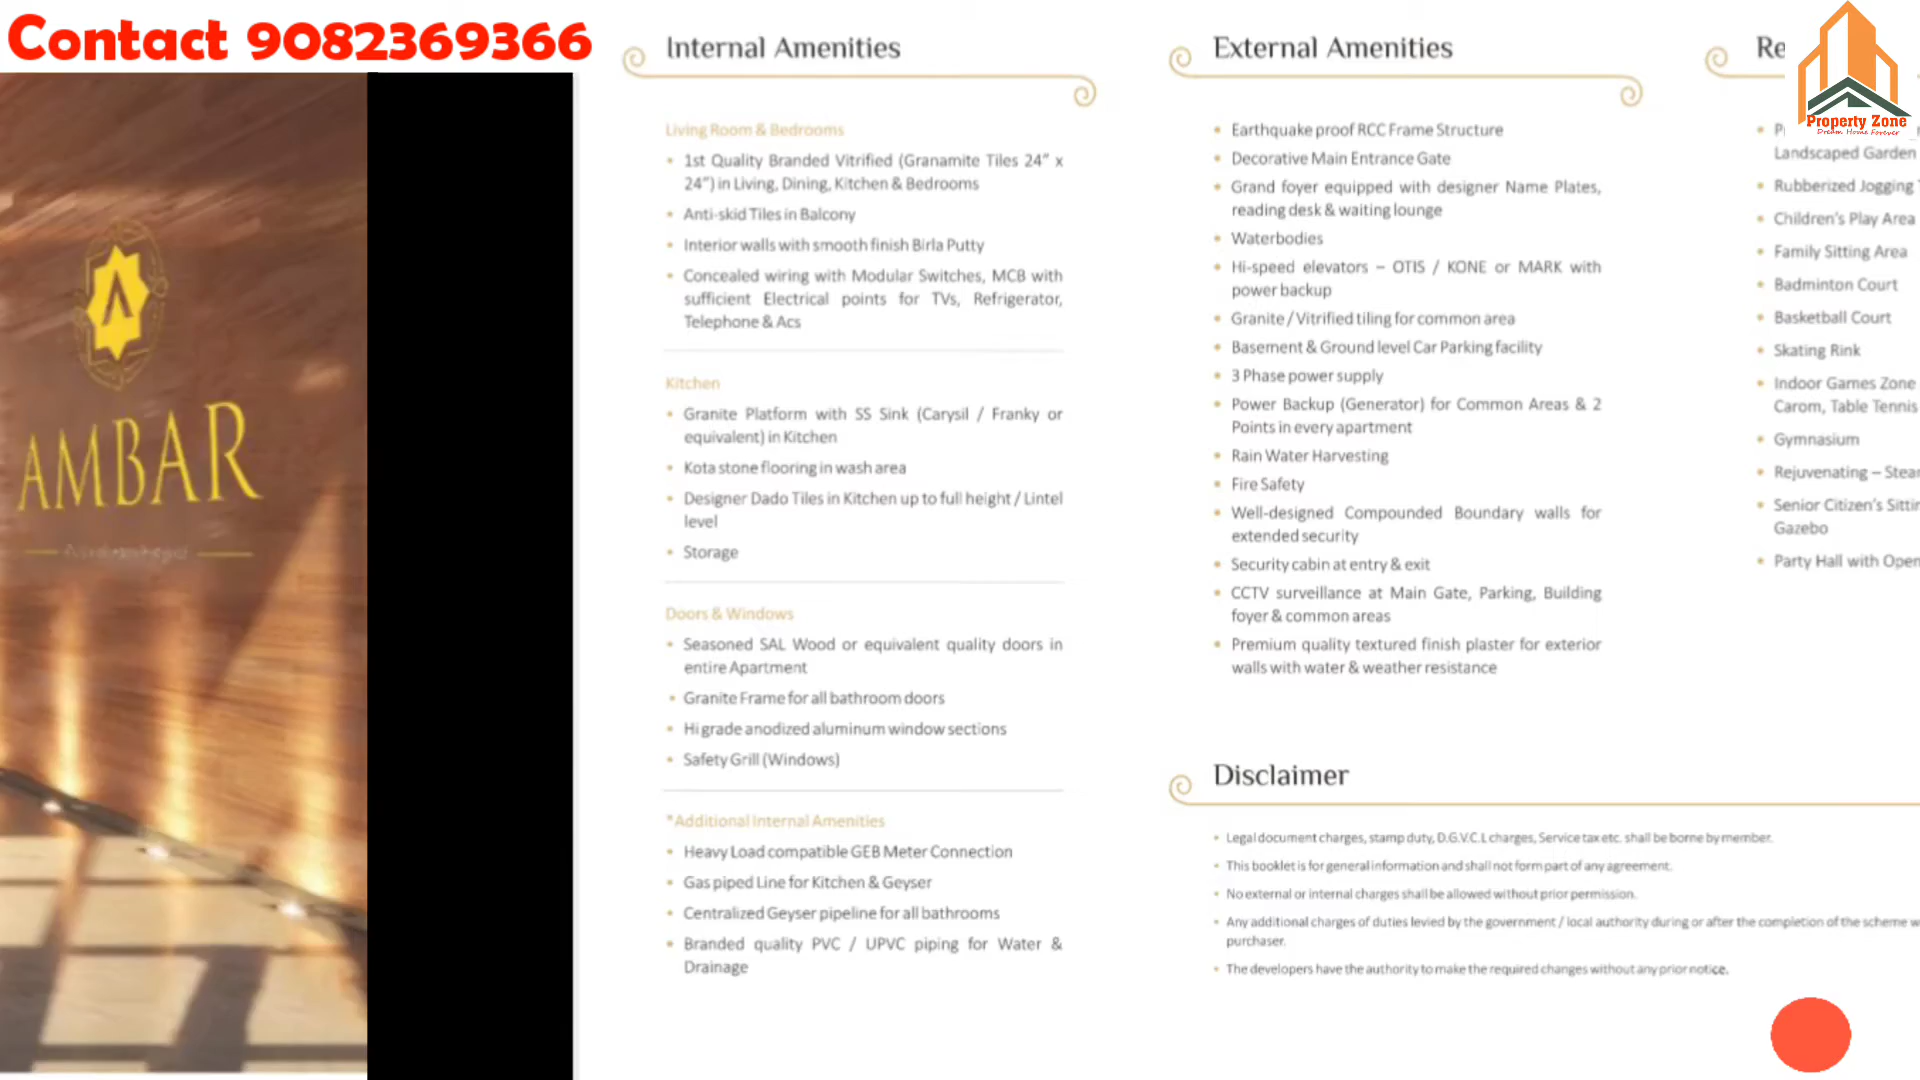 Contact 9082369366
AMBAR
Internal Amenities
Living Room & Bedrooms
• 1st Quality Branded Vitrified (Granamite Tiles 24" x
24") in Living, Dining, Kitchen & Bedrooms
• Anti-skid Tiles in Balcony
• Interior walls with smooth finish Birla Putty
• Concealed wiring with Modular Switches, MCB with
sufficient Electrical points for TVs, Refrigerator,
Telephone & Acs
Kitchen
• Granite Platform with SS Sink (Carysil / Franky or
equivalent) in Kitchen
• Kota stone flooring in wash area
• Designer Dado Tiles in Kitchen up to full height / Lintel
level
• Storage
Doors & Windows
• Seasoned SAL Wood or equivalent quality doors in
entire Apartment
• Granite Frame for all bathroom doors
• Hi grade anodized aluminum window sections
• Safety Grill (Windows)
*Additional Internal Amenities
• Heavy Load compatible GEB Meter Connection
• Gas piped Line for Kitchen & Geyser
• Centralized Geyser pipeline for all bathrooms
• Branded quality PVC / UPVC piping for Water &
Drainage
External Amenities
• Earthquake proof RCC Frame Structure
• Decorative Main Entrance Gate
• Grand foyer equipped with designer Name Plates,
reading desk & waiting lounge
• Waterbodies
• Hi-speed elevators – OTIS / KONE or MARK with
power backup
• Granite / Vitrified tiling for common area
• Basement & Ground level Car Parking facility
• 3 Phase power supply
• Power Backup (Generator) for Common Areas & 2
Points in every apartment
• Rain Water Harvesting
• Fire Safety
• Well-designed Compounded Boundary walls for
extended security
• Security cabin at entry & exit
• CCTV surveillance at Main Gate, Parking, Building
foyer & common areas
• Premium quality textured finish plaster for exterior
walls with water & weather resistance
Re
Property Zone
Dream Home Forever
• P
Landscaped Garden
• Rubberized Jogging
• Children's Play Area
• Family Sitting Area
• Badminton Court
• Basketball Court
• Skating Rink
• Indoor Games Zone
Carom, Table Tennis
• Gymnasium
• Rejuvenating – Stea
• Senior Citizen's Sitti
Gazebo
• Party Hall with Open
Disclaimer
• Legal document charges, stamp duty, D.G.V.C.L charges, Service tax etc. shall be borne by member.
• This booklet is for general information and shall not form part of any agreement.
• No external or internal charges shall be allowed without prior permission.
• Any additional charges of duties levied by the government / local authority during or after the completion of the scheme w
purchaser.
• The developers have the authority to make the required changes without any prior notice.